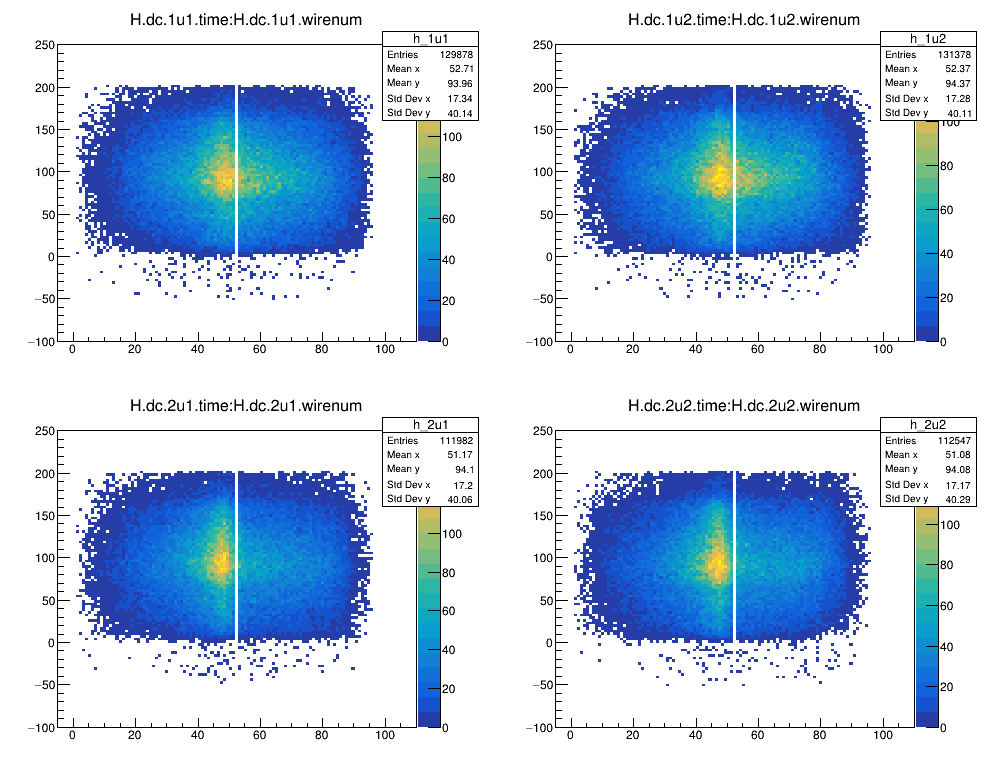 H.dc.1u1.time:H.dc.1u1.wirenum
h_1u1
Entries 129878
Mean x 52.71
Mean y 93.96
Std Dev x 17.34
Std Dev y 40.14
250
200
150
100
50
0
−50
−100
0 20 40 60 80 100
100
80
60
40
20
0
H.dc.1u2.time:H.dc.1u2.wirenum
h_1u2
Entries 131378
Mean x 52.37
Mean y 94.37
Std Dev x 17.28
Std Dev y 40.11
250
200
150
100
50
0
−50
−100
0 20 40 60 80 100
100
80
60
40
20
0
H.dc.2u1.time:H.dc.2u1.wirenum
h_2u1
Entries 111982
Mean x 51.17
Mean y 94.1
Std Dev x 17.2
Std Dev y 40.06
250
200
150
100
50
0
−50
−100
0 20 40 60 80 100
100
80
60
40
20
0
H.dc.2u2.time:H.dc.2u2.wirenum
h_2u2
Entries 112547
Mean x 51.08
Mean y 94.08
Std Dev x 17.17
Std Dev y 40.29
250
200
150
100
50
0
−50
−100
0 20 40 60 80 100
100
80
60
40
20
0